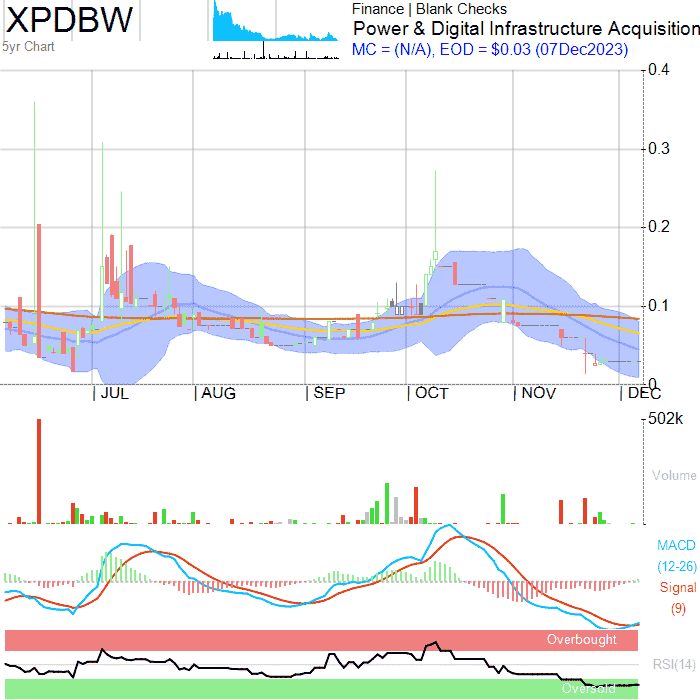 XPDBW
5yr Chart
Finance | Blank Checks
Power & Digital Infrastructure Acquisition
MC = (N/A), EOD = $0.03 (07Dec2023)
0.4
0.3
0.2
0.1
0
JUL AUG SEP OCT NOV DEC
502k
Volume
MACD
(12-26)
Signal
(9)
Overbought
RSI(14)
Oversold